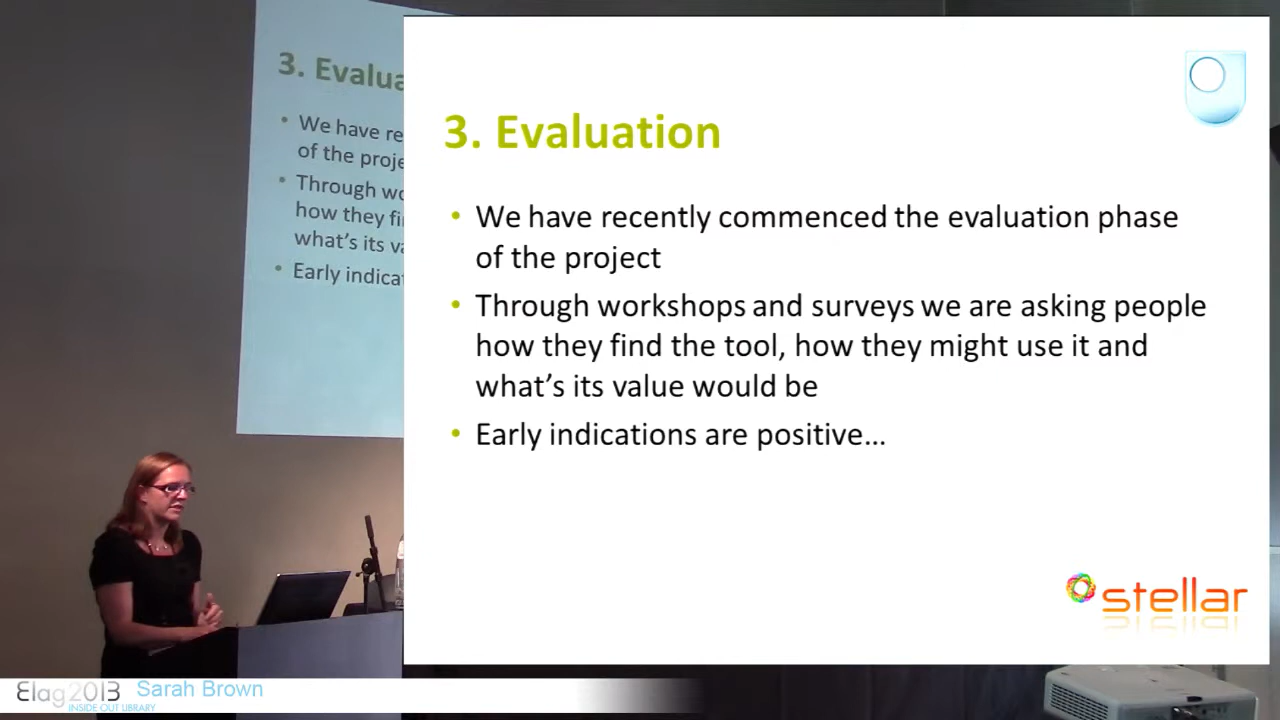 3. Evalua
We have re
of the proje
Through wo
how they fi
what's its va
Early indica
3. Evaluation
• We have recently commenced the evaluation phase
of the project
• Through workshops and surveys we are asking people
how they find the tool, how they might use it and
what's its value would be
• Early indications are positive…
stellar
Elag2013 Sarah Brown
INSIDE OUT LIBRARY